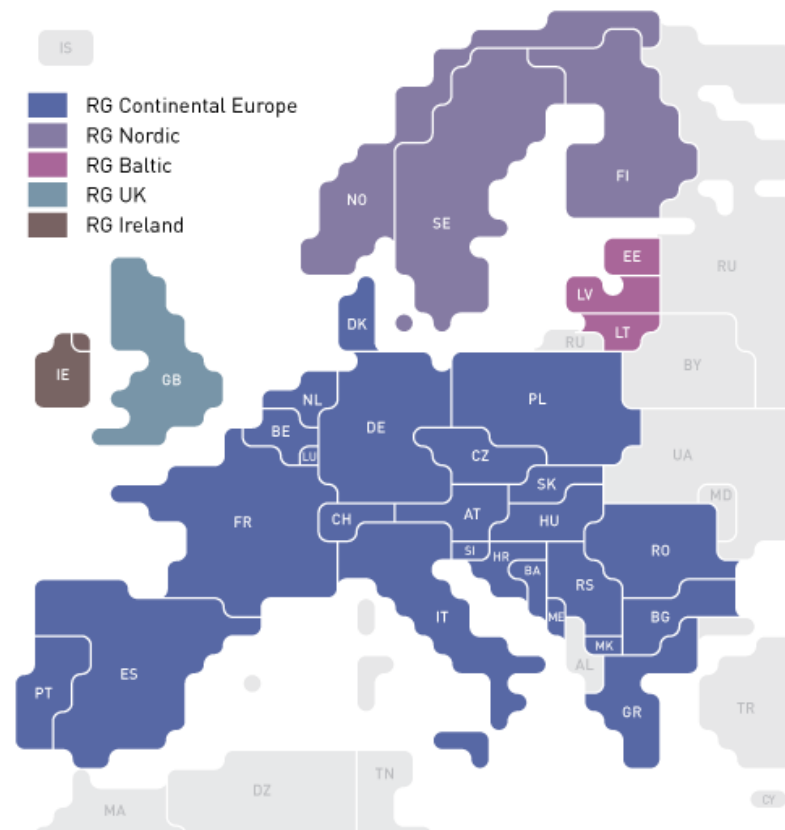 IS
RG Continental Europe
RG Nordic
RG Baltic
RG UK
RG Ireland
NO
SE
FI
EE
RU
LV
DK
LT
RU
BY
IE
GB
NL
PL
BE
DE
LU
CZ
UA
SK
MD
FR
CH
AT
HU
SI
HR
RO
BA
RS
IT
ME
BG
MK
ES
AL
PT
GR
TR
TN
DZ
MA
CY